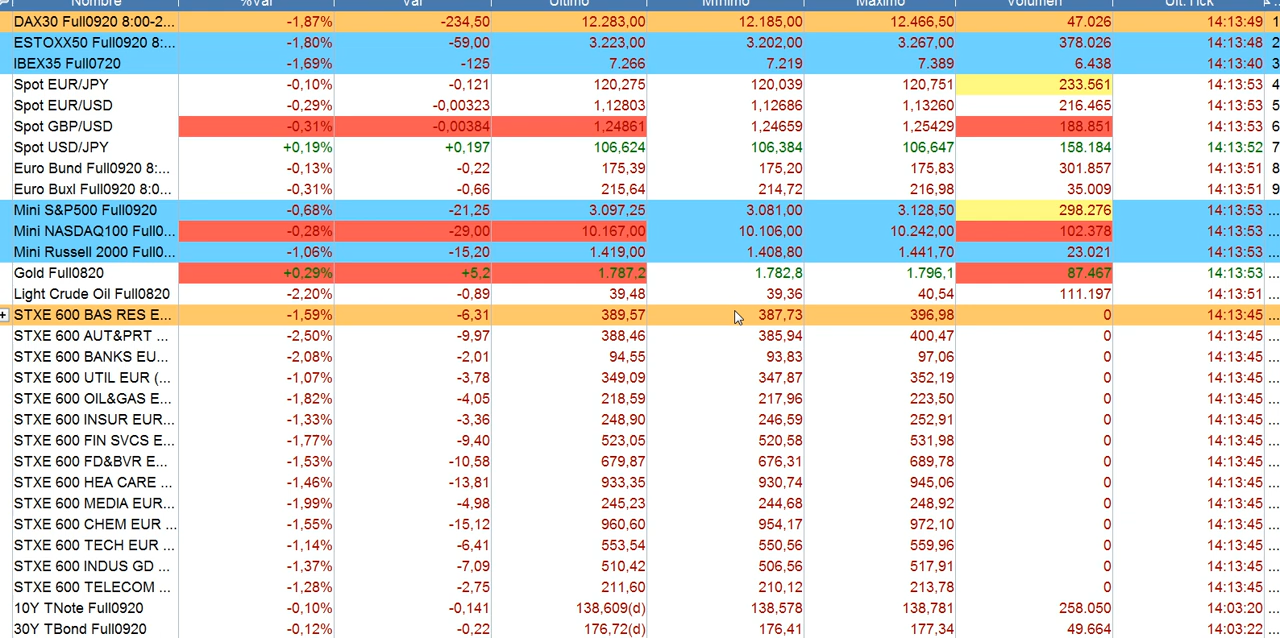 Nombre %Var Var Último Mínimo Máximo Volumen Últ.Tick
DAX30 Full0920 8:00-2... -1,87% -234,50 12.283,00 12.185,00 12.466,50 47.026 14:13:49 1
ESTOXX50 Full0920 8:... -1,80% -59,00 3.223,00 3.202,00 3.267,00 378.026 14:13:48 2
IBEX35 Full0720 -1,69% -125 7.266 7.219 7.389 6.438 14:13:40 3
Spot EUR/JPY -0,10% -0,121 120,275 120,039 120,751 233.561 14:13:53 4
Spot EUR/USD -0,29% -0,00323 1,12803 1,12686 1,13260 216.465 14:13:53 5
Spot GBP/USD -0,31% -0,00384 1,24861 1,24659 1,25429 188.851 14:13:53 6
Spot USD/JPY +0,19% +0,197 106,624 106,384 106,647 158.184 14:13:52 7
Euro Bund Full0920 8:... -0,13% -0,22 175,39 175,20 175,83 301.857 14:13:51 8
Euro Buxl Full0920 8:0... -0,31% -0,66 215,64 214,72 216,98 35.009 14:13:51 9
Mini S&P500 Full0920 -0,68% -21,25 3.097,25 3.081,00 3.128,50 298.276 14:13:53 ...
Mini NASDAQ100 Full0... -0,28% -29,00 10.167,00 10.106,00 10.242,00 102.378 14:13:53 ...
Mini Russell 2000 Full0... -1,06% -15,20 1.419,00 1.408,80 1.441,70 23.021 14:13:53 ...
Gold Full0820 +0,29% +5,2 1.787,2 1.782,8 1.796,1 87.467 14:13:53 ...
Light Crude Oil Full0820 -2,20% -0,89 39,48 39,36 40,54 111.197 14:13:51 ...
STXE 600 BAS RES E... -1,59% -6,31 389,57 387,73 396,98 0 14:13:45 ...
STXE 600 AUT&PRT ... -2,50% -9,97 388,46 385,94 400,47 0 14:13:45 ...
STXE 600 BANKS EU... -2,08% -2,01 94,55 93,83 97,06 0 14:13:45 ...
STXE 600 UTIL EUR (... -1,07% -3,78 349,09 347,87 352,19 0 14:13:45 ...
STXE 600 OIL&GAS E... -1,82% -4,05 218,59 217,96 223,50 0 14:13:45 ...
STXE 600 INSUR EUR... -1,33% -3,36 248,90 246,59 252,91 0 14:13:45 ...
STXE 600 FIN SVCS E... -1,77% -9,40 523,05 520,58 531,98 0 14:13:45 ...
STXE 600 FD&BVR E... -1,53% -10,58 679,87 676,31 689,78 0 14:13:45 ...
STXE 600 HEA CARE ... -1,46% -13,81 933,35 930,74 945,06 0 14:13:45 ...
STXE 600 MEDIA EUR... -1,99% -4,98 245,23 244,68 248,92 0 14:13:45 ...
STXE 600 CHEM EUR ... -1,55% -15,12 960,60 954,17 972,10 0 14:13:45 ...
STXE 600 TECH EUR ... -1,14% -6,41 553,54 550,56 559,96 0 14:13:45 ...
STXE 600 INDUS GD ... -1,37% -7,09 510,42 506,56 517,91 0 14:13:45 ...
STXE 600 TELECOM ... -1,28% -2,75 211,60 210,12 213,78 0 14:13:45 ...
10Y TNote Full0920 -0,10% -0,141 138,609(d) 138,578 138,781 258.050 14:03:20 ...
30Y TBond Full0920 -0,12% -0,22 176,72(d) 176,41 177,34 49.664 14:03:22 ...